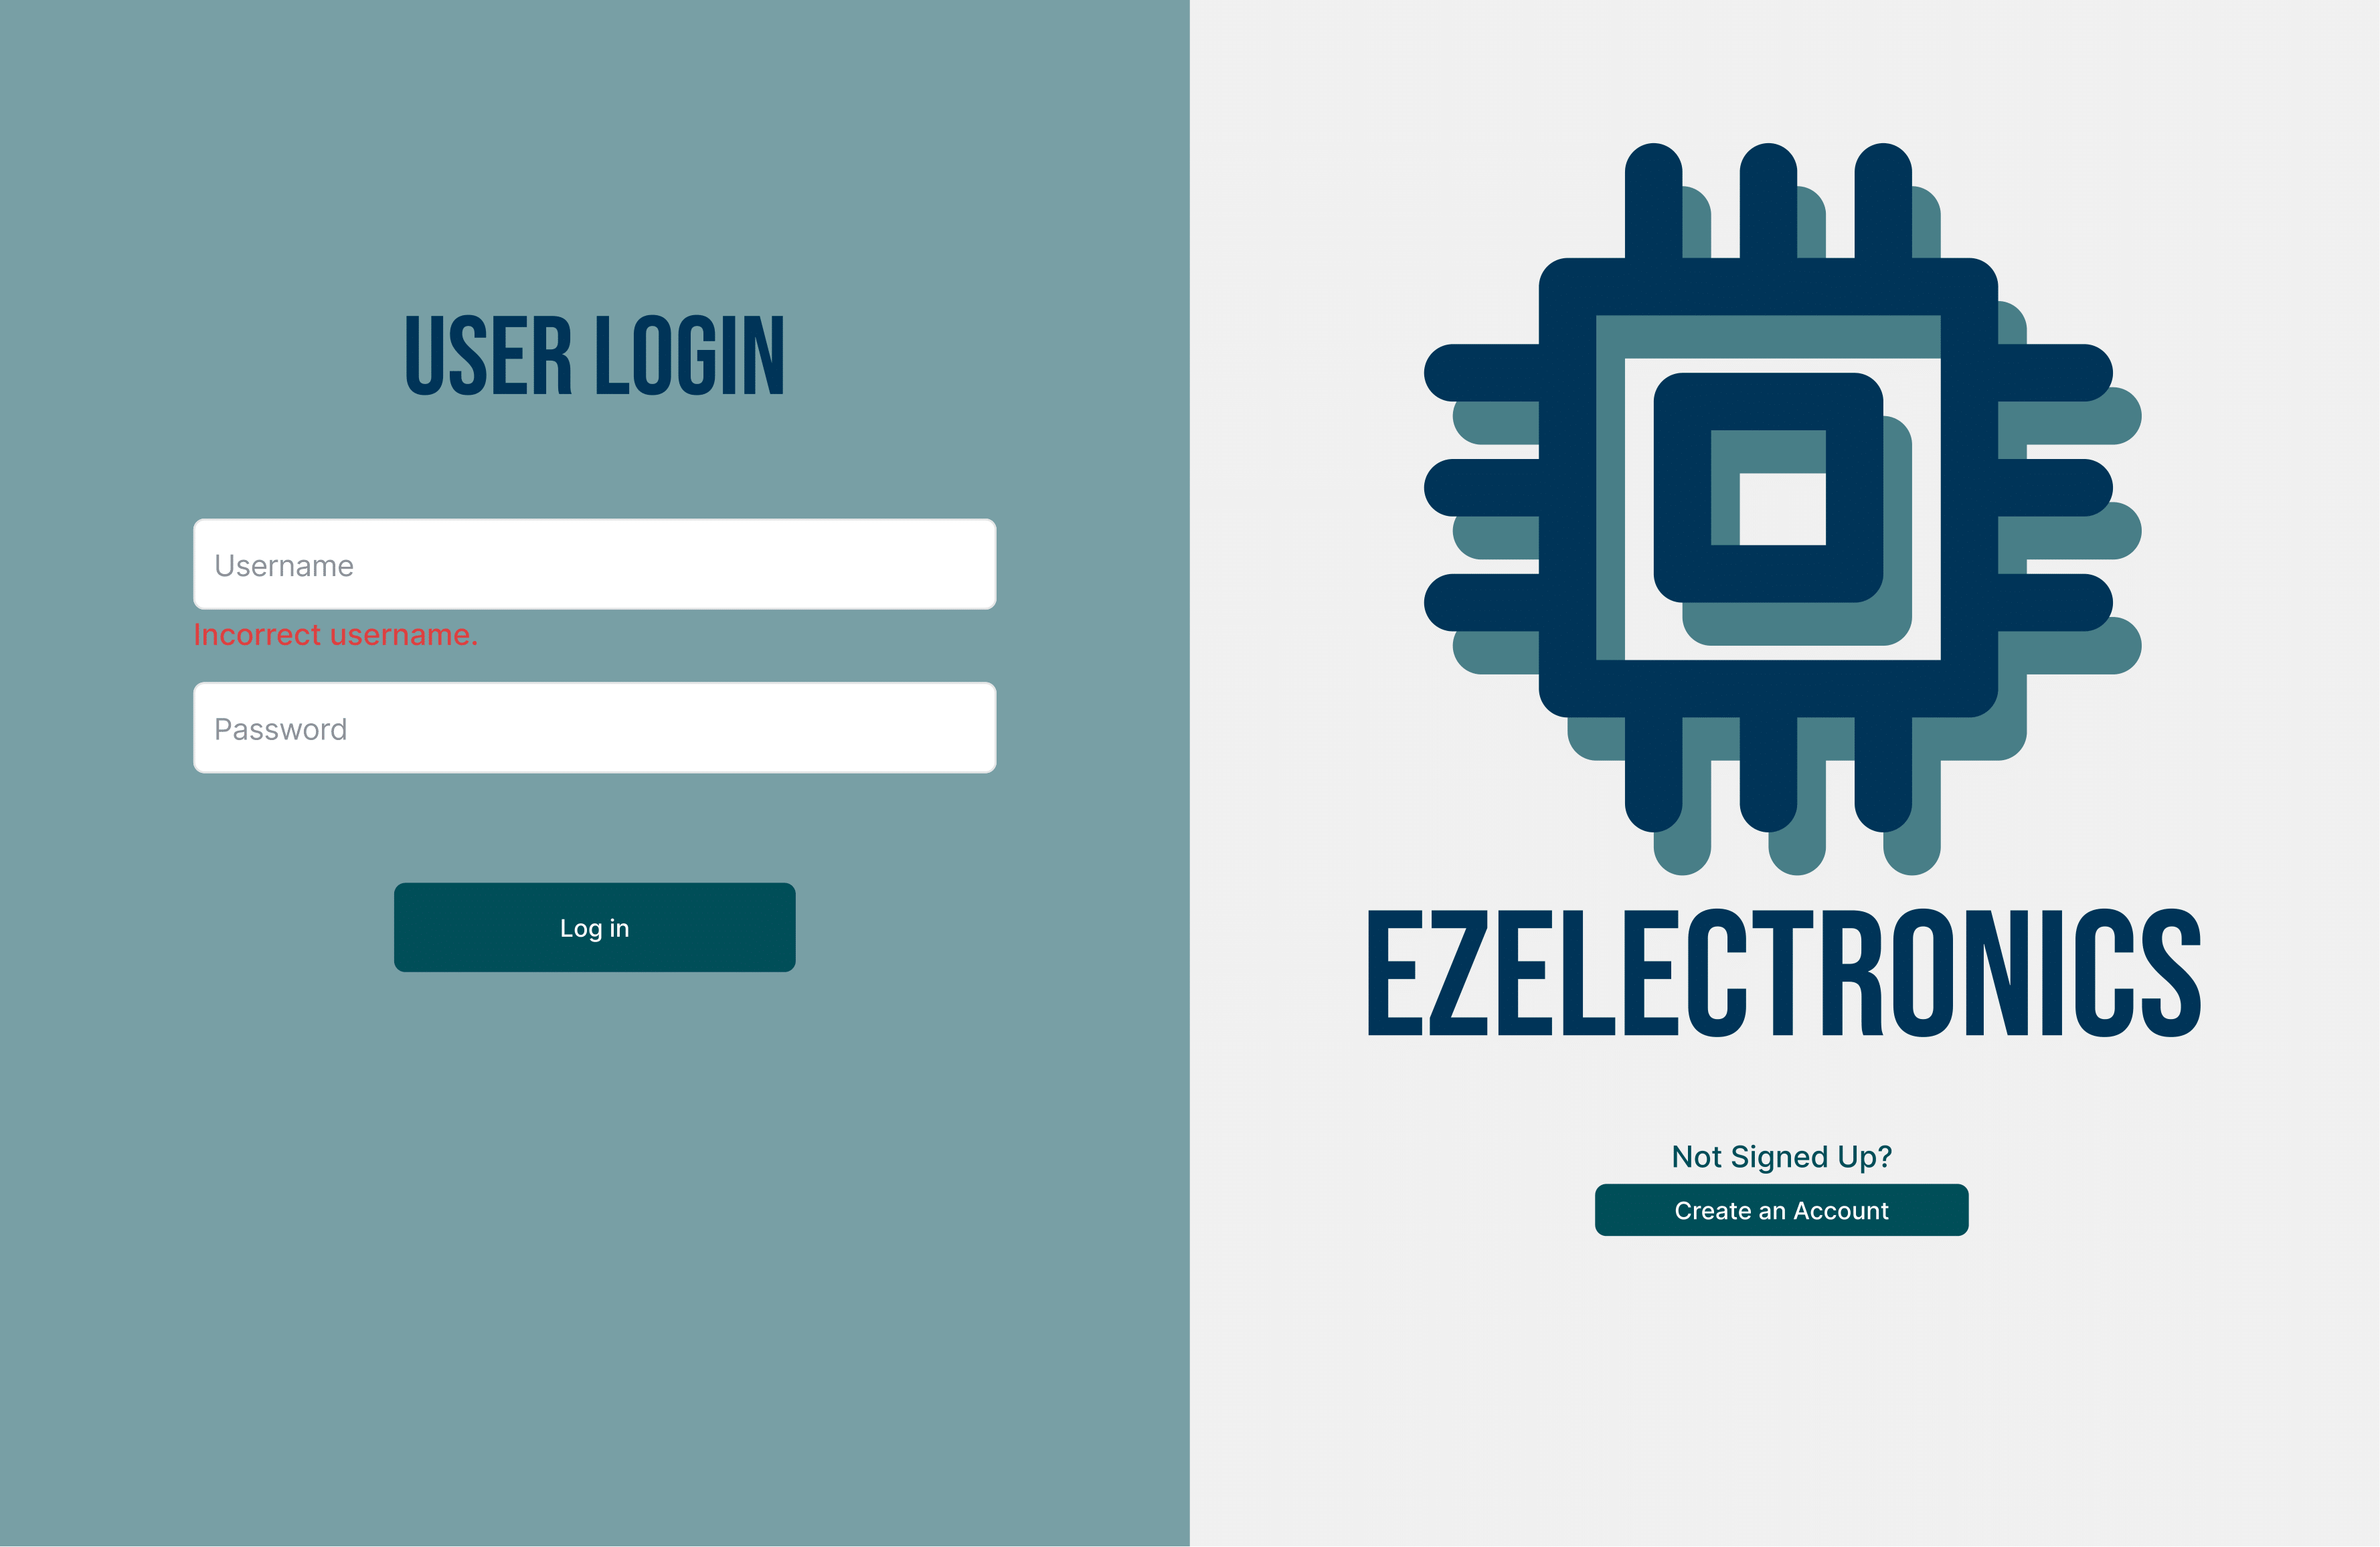 USER LOGIN
Username
Incorrect username.
Password
Log in
EZELECTRONICS
Not Signed Up?
Create an Account